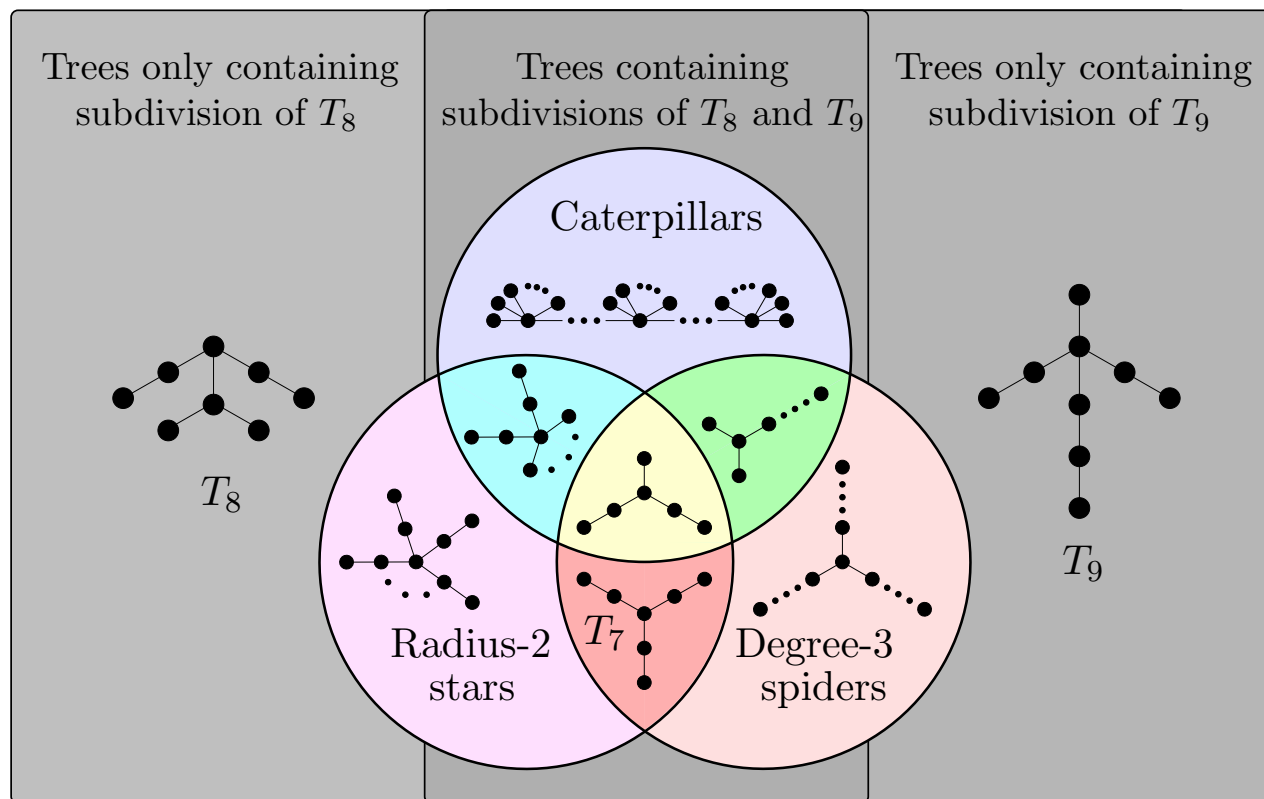 Trees only containing
subdivision of T₈
Trees containing
subdivisions of T₈ and T₉
Trees only containing
subdivision of T₉
Caterpillars
T₈
T₉
T₇
Radius-2
stars
Degree-3
spiders